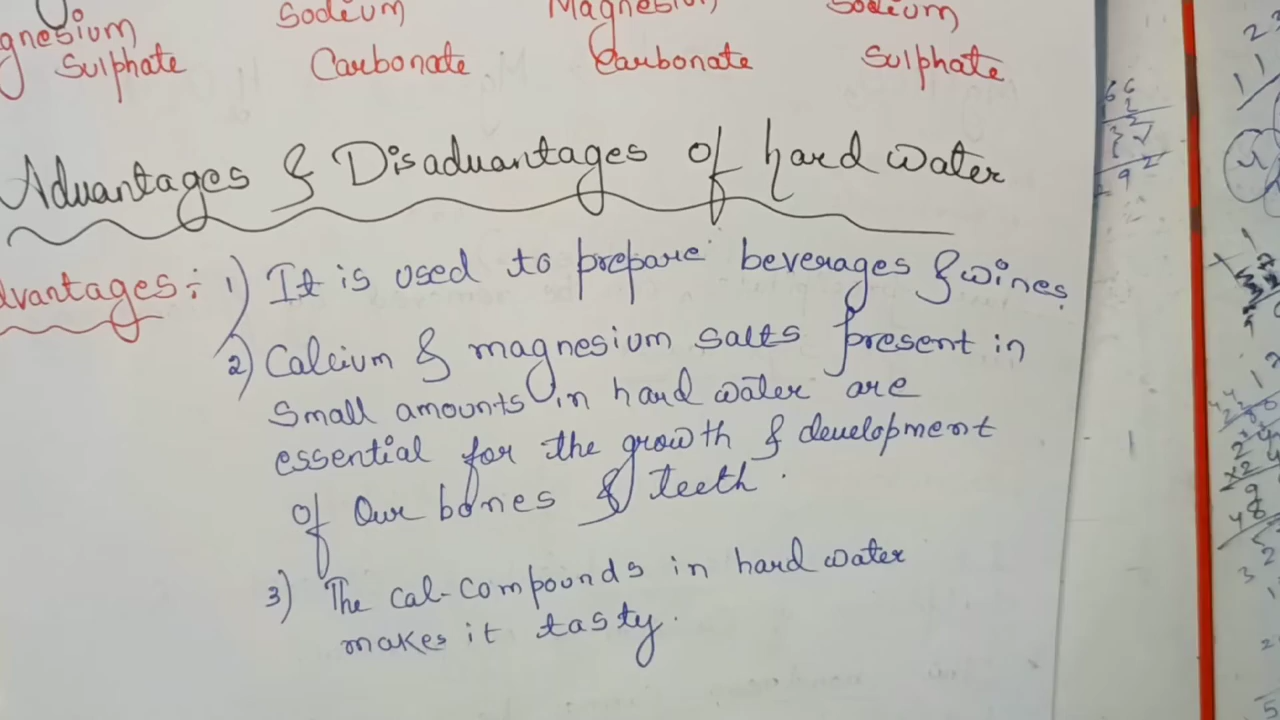 Sodium Sodium
Sulphate Carbonate Carbonate Sulphate
Advantages & Disadvantages of hard water
1) It is used to prepare beverages & wines.
2) Calcium & magnesium salts present in
small amounts in hard water are
essential for the growth & development
of Our bones & teeth.
3) The cal-compounds in hard water
makes it tasty.